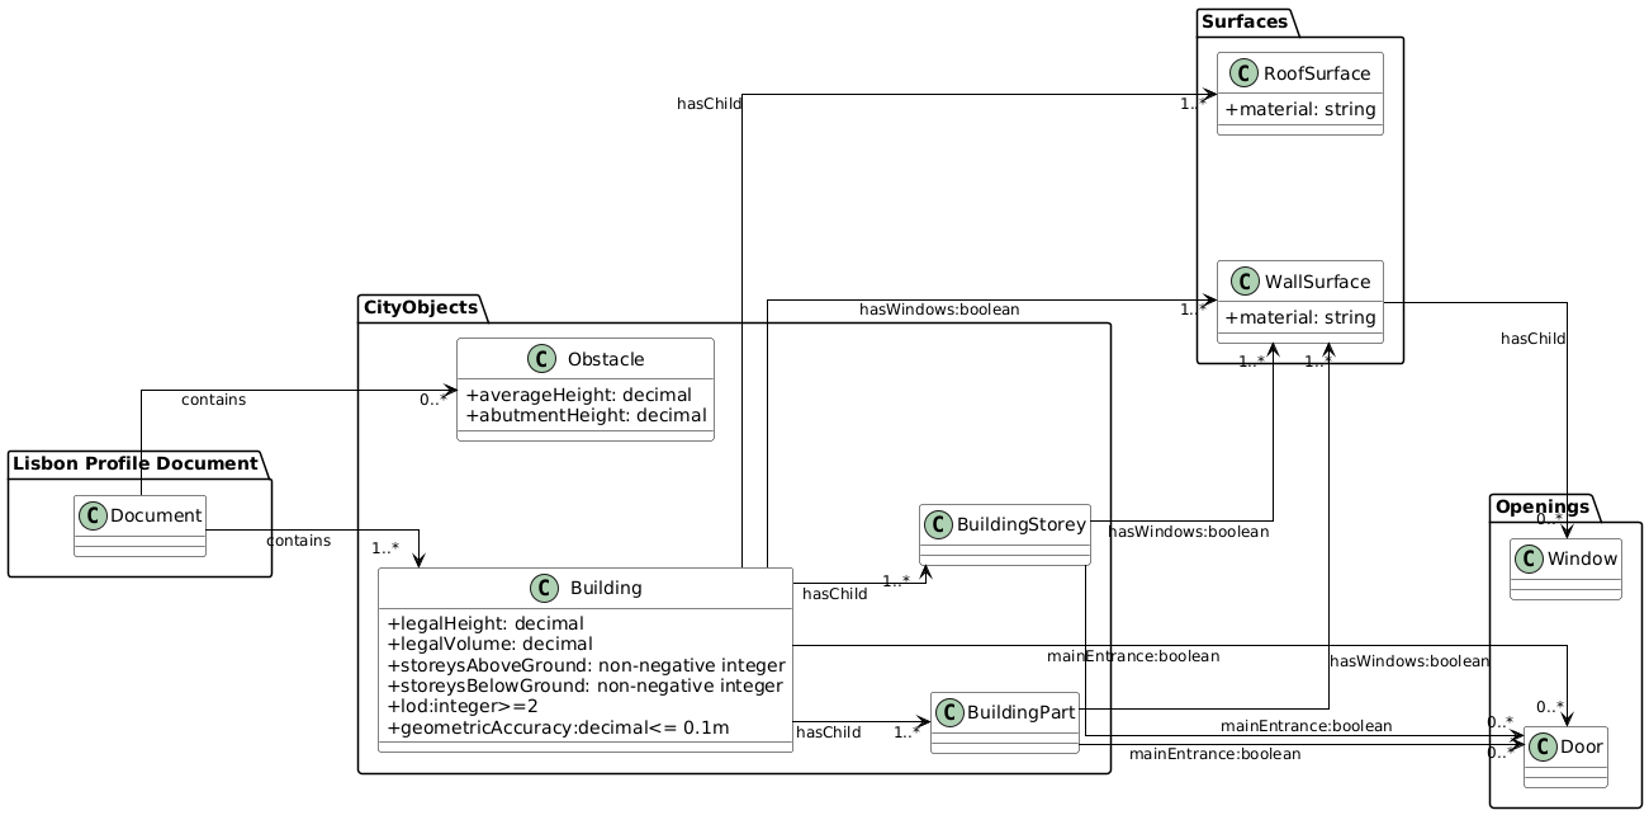 Surfaces
C RoofSurface
+material: string
hasChild
1..*
C WallSurface
+material: string
hasWindows:boolean
1..*
1..*
1..*
hasChild
CityObjects
C Obstacle
+averageHeight: decimal
+abutmentHeight: decimal
contains
0..*
Lisbon Profile Document
C Document
contains
1..*
C BuildingStorey
hasWindows:boolean
Openings
0..*
C Window
C Building
+legalHeight: decimal
+legalVolume: decimal
+storeysAboveGround: non-negative integer
+storeysBelowGround: non-negative integer
+lod:integer>=2
+geometricAccuracy:decimal<= 0.1m
hasChild
1..*
mainEntrance:boolean
hasWindows:boolean
0..*
C BuildingPart
hasChild
1..*
mainEntrance:boolean
0..*
mainEntrance:boolean
0..*
C Door